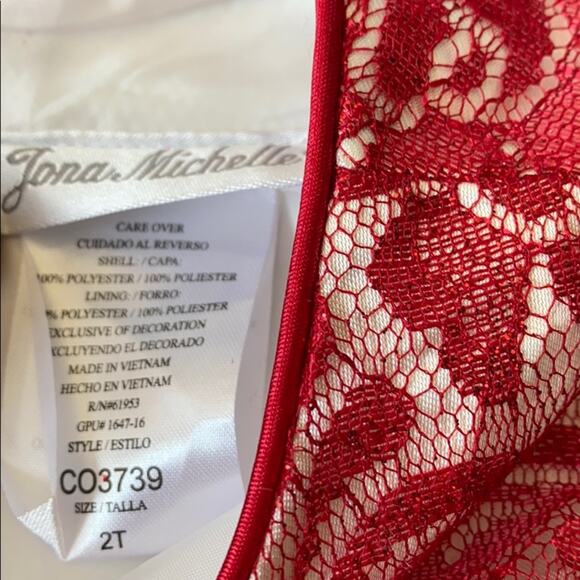 Jona Michelle
CARE OVER
CUIDADO AL REVERSO
SHELL: / CAPA:
100% POLYESTER / 100% POLIESTER
LINING: / FORRO:
% POLYESTER / 100% POLIESTER
EXCLUSIVE OF DECORATION
XCLUYENDO EL DECORADO
MADE IN VIETNAM
HECHO EN VIETNAM
R/N#61953
GPU# 1647-16
STYLE / ESTILO
CO3739
SIZE / TALLA
2T